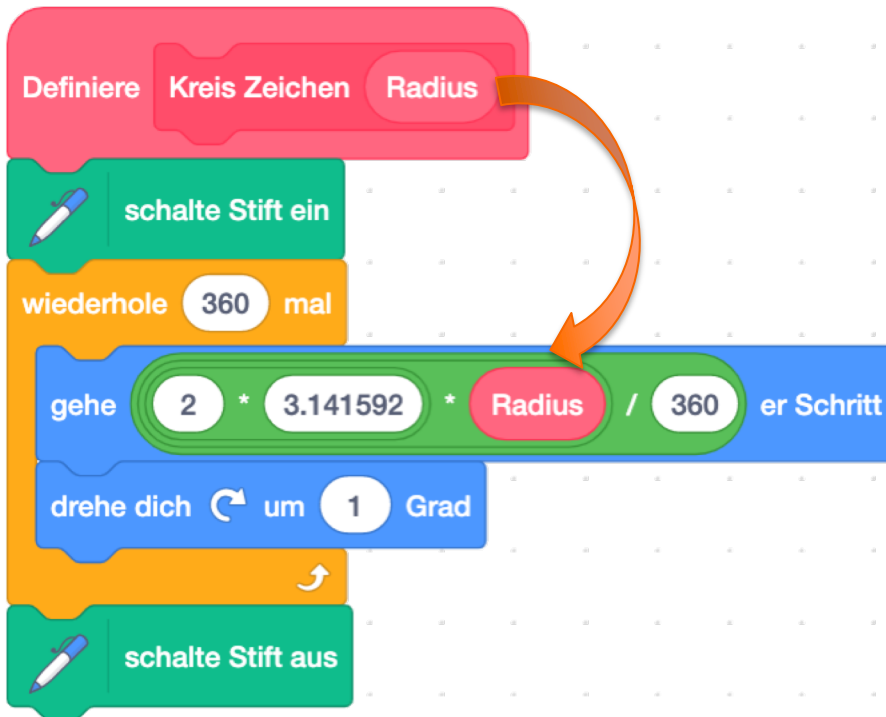 Definiere Kreis Zeichen Radius
schalte Stift ein
wiederhole 360 mal
gehe 2 * 3.141592 * Radius / 360 er Schritt
drehe dich um 1 Grad
schalte Stift aus